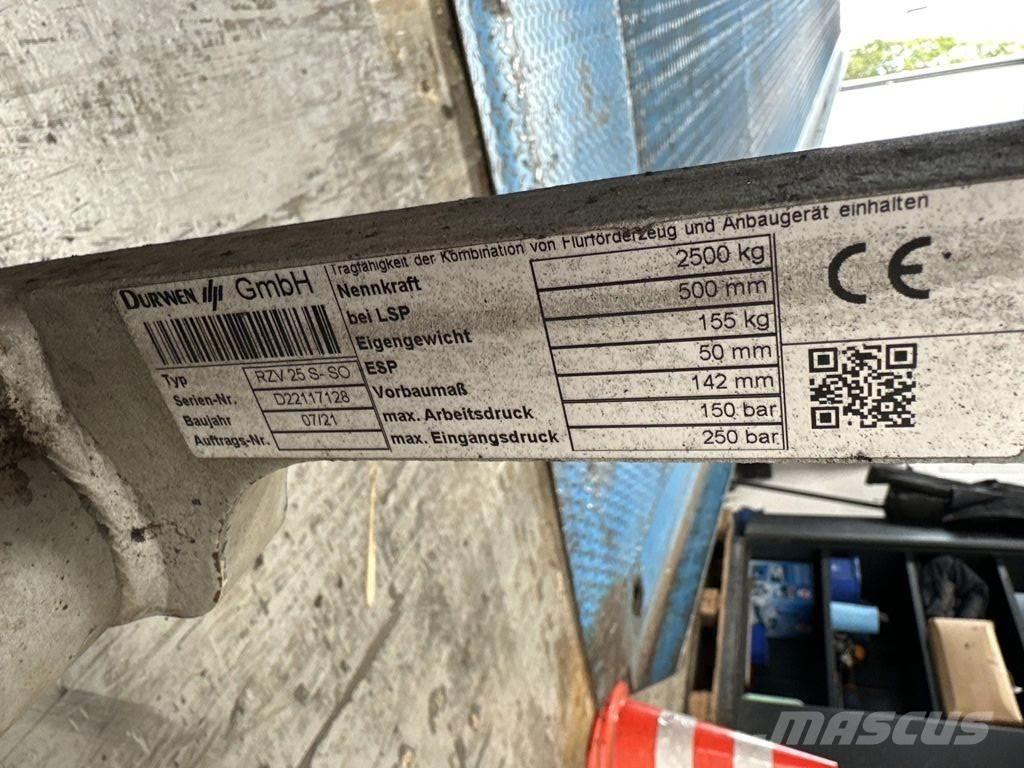 Tragfähigkeit der Kombination von Flurförderzeug und Anbaugerät einhalten
DURWEN GmbH
Typ RZV 25 S- SO
Serien-Nr. D22117128
Baujahr 07/21
Auftrags-Nr.
Nennkraft 2500 kg
bei LSP 500 mm
Eigengewicht 155 kg
ESP 50 mm
Vorbaumaß 142 mm
max. Arbeitsdruck 150 bar
max. Eingangsdruck 250 bar
CE
MASCUS